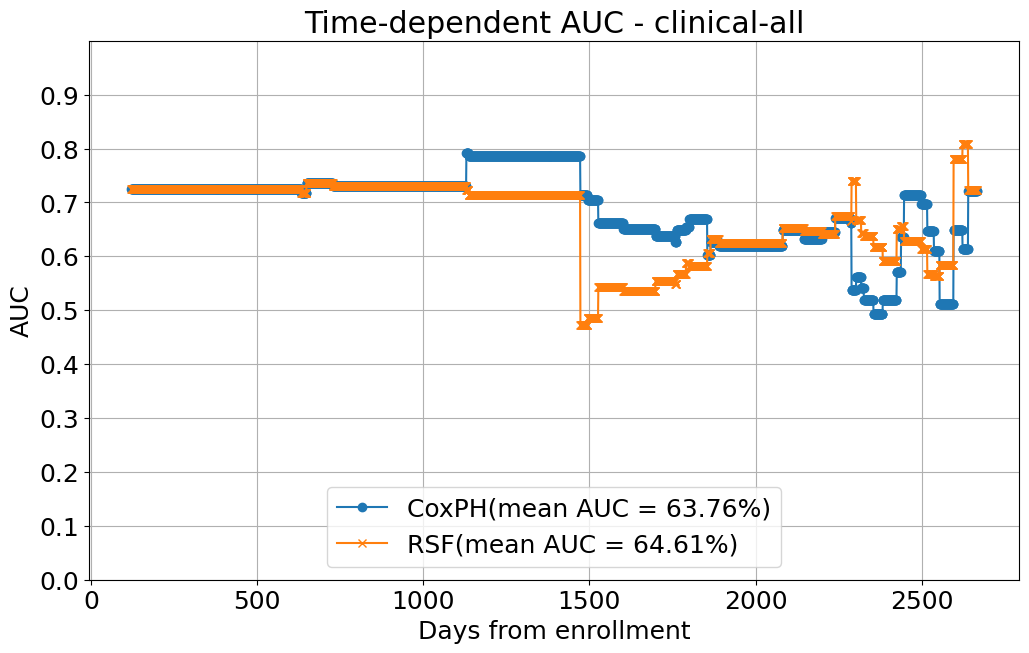 Time-dependent AUC - clinical-all
0.9
0.8
0.7
0.6
0.5
0.4
0.3
0.2
0.1
0.0
AUC
CoxPH(mean AUC = 63.76%)
RSF(mean AUC = 64.61%)
0 500 1000 1500 2000 2500
Days from enrollment